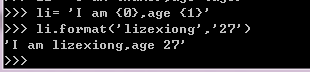 >>> li= 'I am {0},age {1}'
>>> li.format('lizexiong','27')
'I am lizexiong,age 27'
>>>